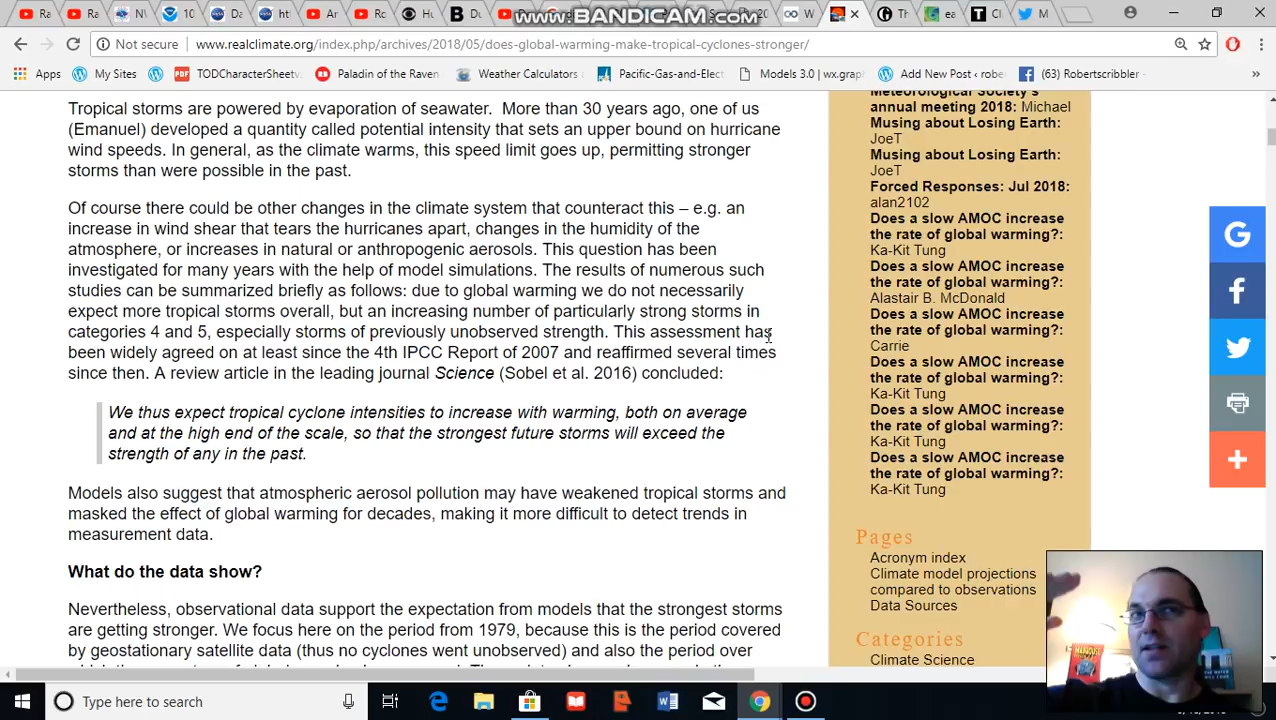 Ra
Ra
N
10
Da
htt
Ar
Rc
Hu
Du
W
Th
ea
Cl
M
www.BANDICAM.com
Not secure
www.realclimate.org/index.php/archives/2018/05/does-global-warming-make-tropical-cyclones-stronger/
Apps
My Sites
PDF
TODCharacterSheet
Paladin of the Raven
Weather Calculators
Pacific-Gas-and-Elect
Models 3.0 | wx.grap
Add New Post ‹ robe
(63) Robertscribbler
»
Tropical storms are powered by evaporation of seawater. More than 30 years ago, one of us
(Emanuel) developed a quantity called potential intensity that sets an upper bound on hurricane
wind speeds. In general, as the climate warms, this speed limit goes up, permitting stronger
storms than were possible in the past.
Of course there could be other changes in the climate system that counteract this – e.g. an
increase in wind shear that tears the hurricanes apart, changes in the humidity of the
atmosphere, or increases in natural or anthropogenic aerosols. This question has been
investigated for many years with the help of model simulations. The results of numerous such
studies can be summarized briefly as follows: due to global warming we do not necessarily
expect more tropical storms overall, but an increasing number of particularly strong storms in
categories 4 and 5, especially storms of previously unobserved strength. This assessment has
been widely agreed on at least since the 4th IPCC Report of 2007 and reaffirmed several times
since then. A review article in the leading journal Science (Sobel et al. 2016) concluded:
We thus expect tropical cyclone intensities to increase with warming, both on average
and at the high end of the scale, so that the strongest future storms will exceed the
strength of any in the past.
Models also suggest that atmospheric aerosol pollution may have weakened tropical storms and
masked the effect of global warming for decades, making it more difficult to detect trends in
measurement data.
What do the data show?
Nevertheless, observational data support the expectation from models that the strongest storms
are getting stronger. We focus here on the period from 1979, because this is the period covered
by geostationary satellite data (thus no cyclones went unobserved) and also the period over
Meteorological Society's
annual meeting 2018: Michael
Musing about Losing Earth:
JoeT
Musing about Losing Earth:
JoeT
Forced Responses: Jul 2018:
alan2102
Does a slow AMOC increase
the rate of global warming?:
Ka-Kit Tung
Does a slow AMOC increase
the rate of global warming?:
Alastair B. McDonald
Does a slow AMOC increase
the rate of global warming?:
Carrie
Does a slow AMOC increase
the rate of global warming?:
Ka-Kit Tung
Does a slow AMOC increase
the rate of global warming?:
Ka-Kit Tung
Does a slow AMOC increase
the rate of global warming?:
Ka-Kit Tung
Pages
Acronym index
Climate model projections
compared to observations
Data Sources
Categories
Climate Science
Type here to search